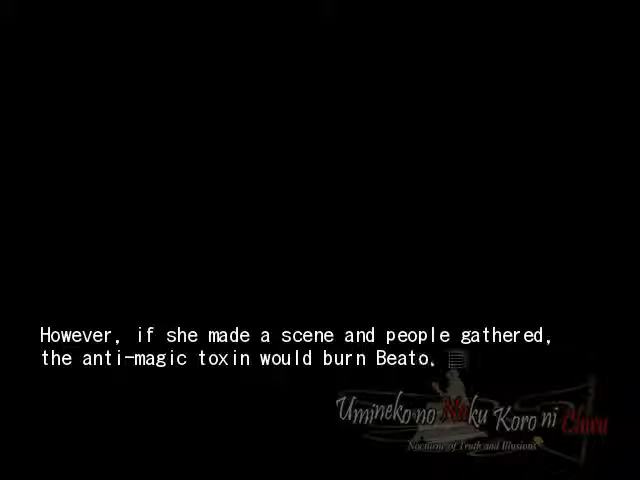 However, if she made a scene and people gathered,
the anti-magic toxin would burn Beato.
Umineko no Naku Koro ni Chiru
Nocturne of Truth and Illusions